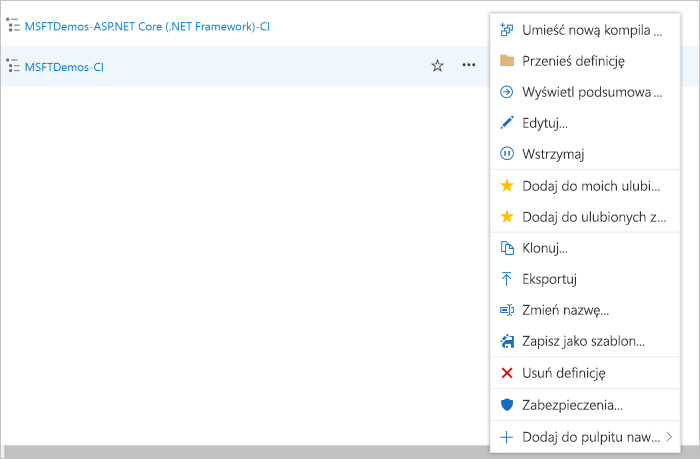 MSFTDemos-ASP.NET Core (.NET Framework)-CI
MSFTDemos-CI
Umieść nową kompila ...
Przenieś definicję
Wyświetl podsumowa ...
Edytuj...
Wstrzymaj
Dodaj do moich ulubi...
Dodaj do ulubionych z...
Klonuj...
Eksportuj
Zmień nazwę...
Zapisz jako szablon...
Usuń definicję
Zabezpieczenia...
Dodaj do pulpitu naw...